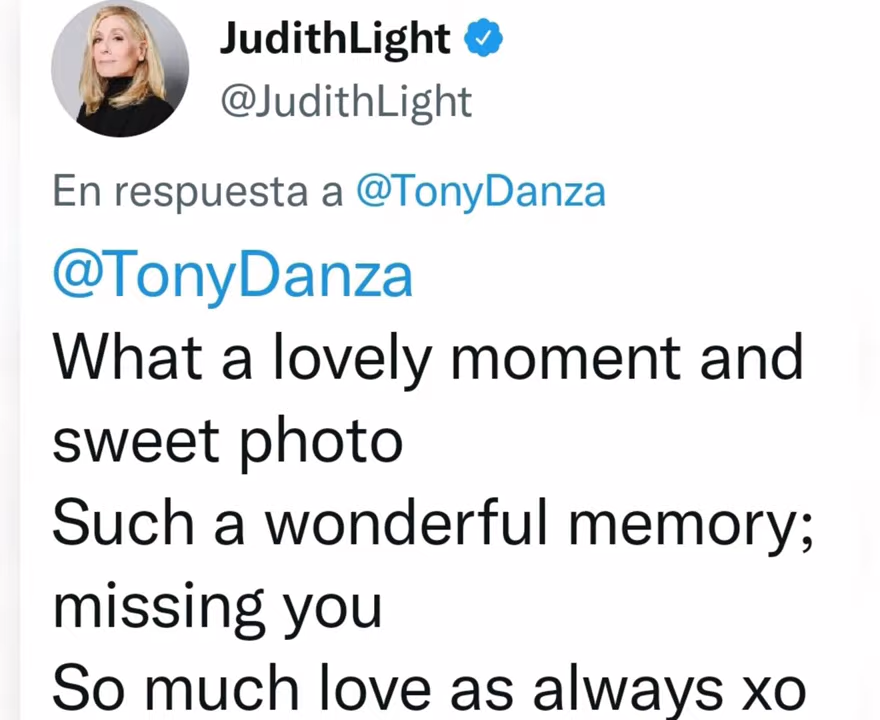 JudithLight
@JudithLight
En respuesta a @TonyDanza
@TonyDanza
What a lovely moment and
sweet photo
Such a wonderful memory;
missing you
So much love as always xo